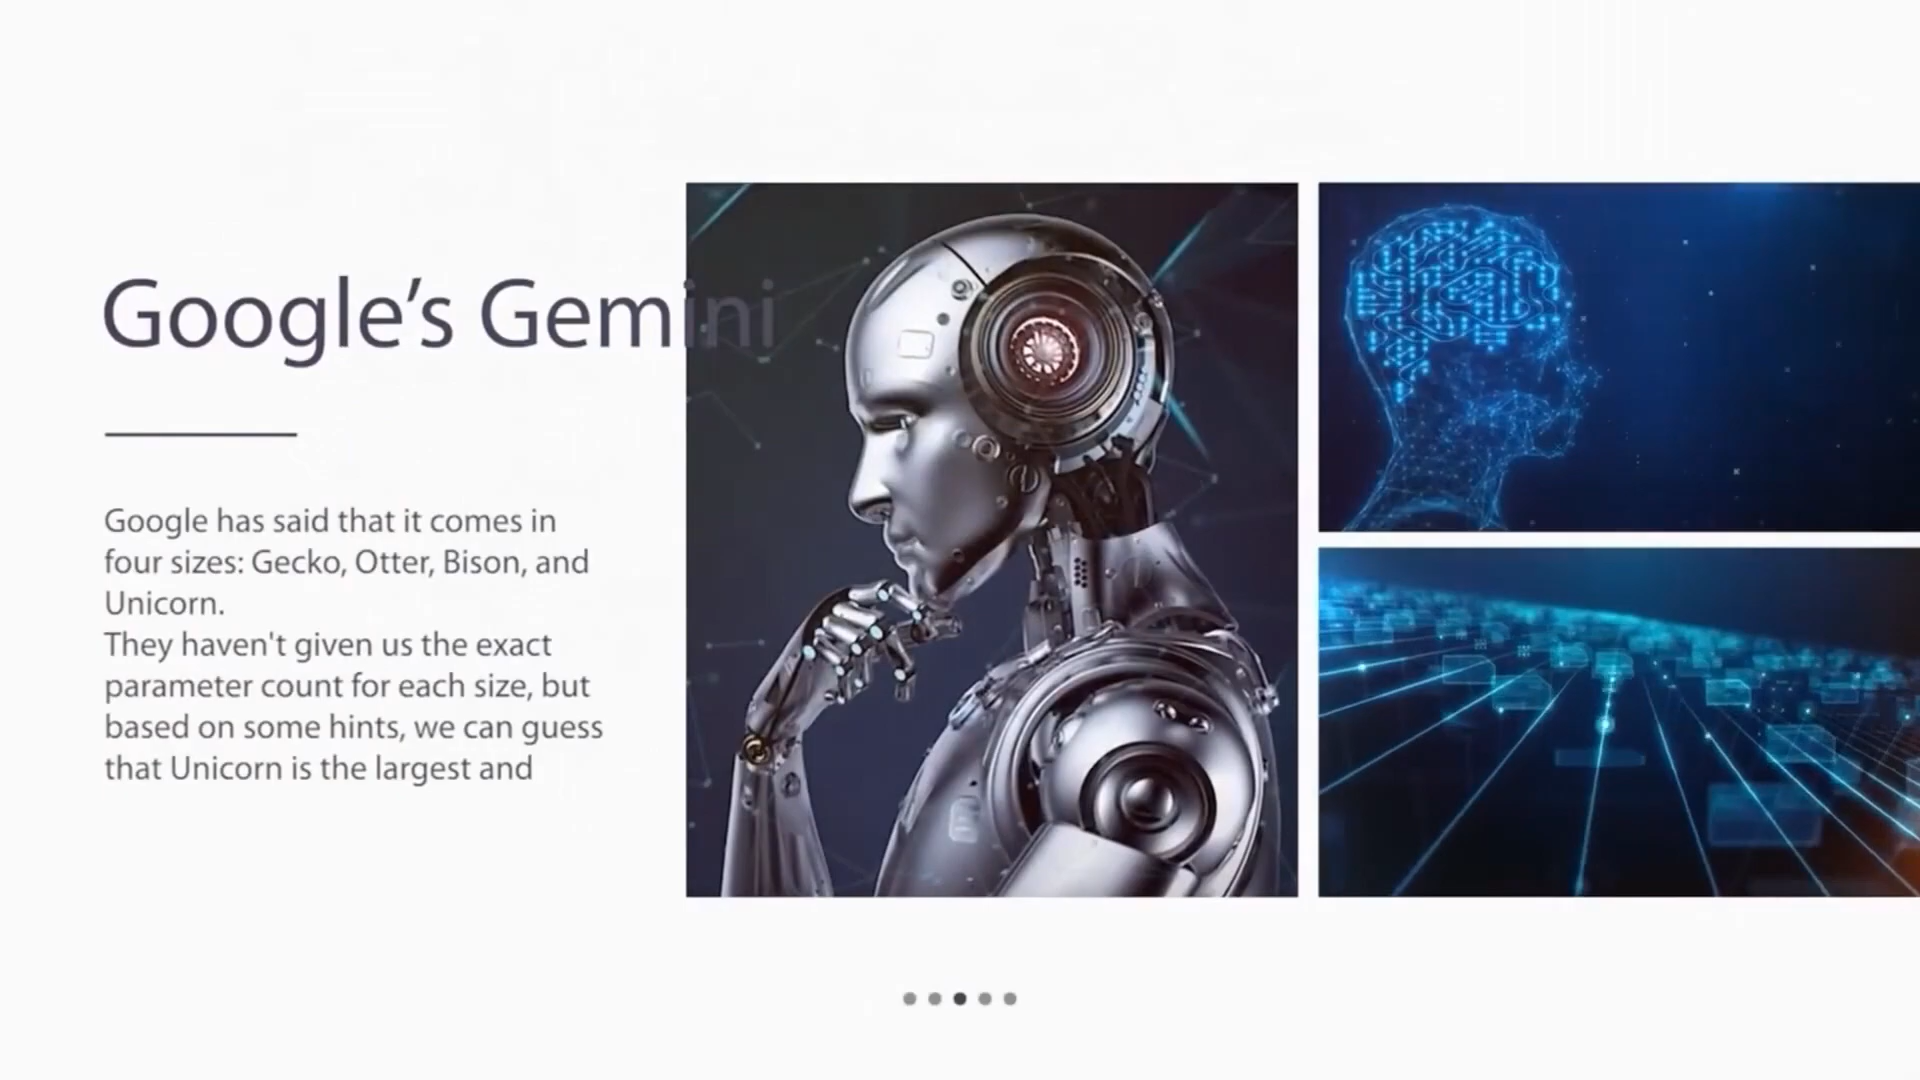 Google’s Gemini
Google has said that it comes in
four sizes: Gecko, Otter, Bison, and
Unicorn.
They haven't given us the exact
parameter count for each size, but
based on some hints, we can guess
that Unicorn is the largest and